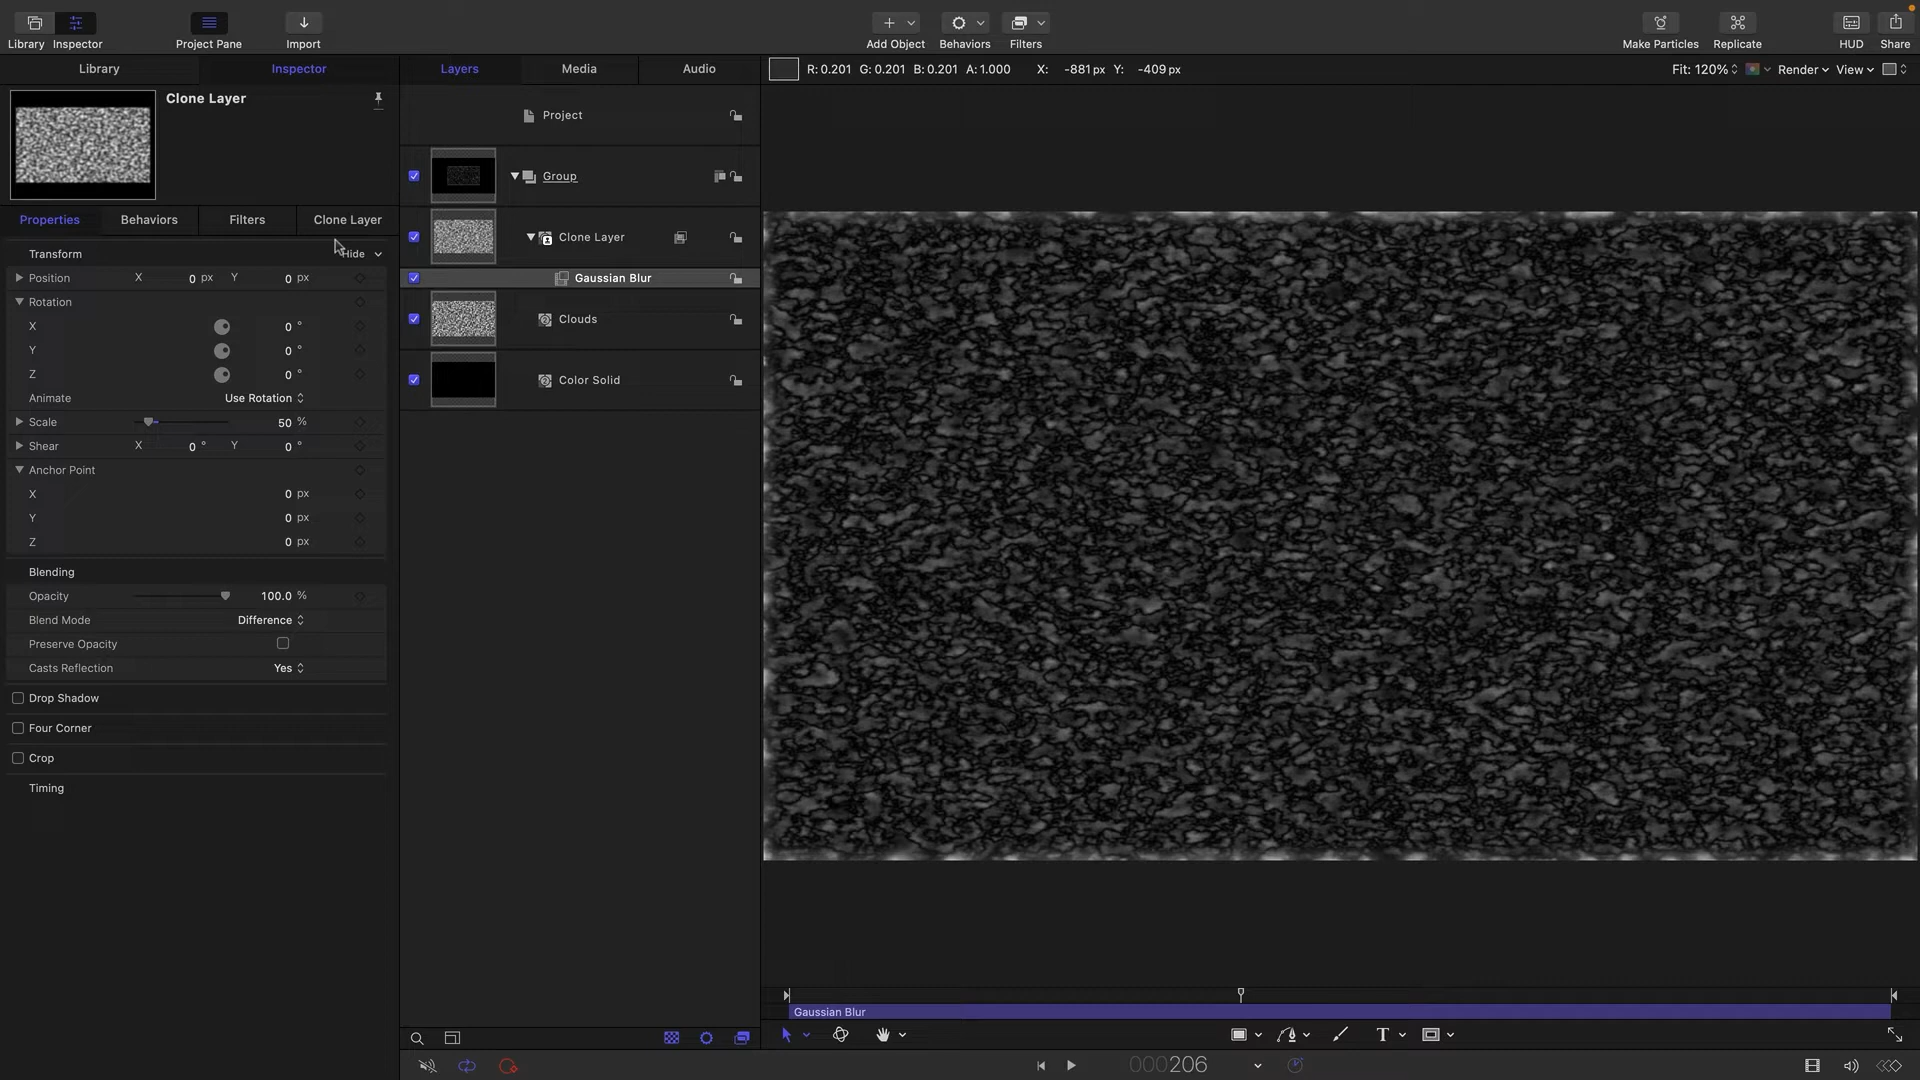 Library Inspector Project Pane Import Add Object Behaviors Filters Make Particles Replicate HUD Share
Library Inspector Layers Media Audio R: 0.201 G: 0.201 B: 0.201 A: 1.000 X: -881 px Y: -409 px Fit: 120% Render View
Clone Layer
Project
Group
Properties Behaviors Filters Clone Layer
Clone Layer
Transform Hide
Position X 0 px Y 0 px
Gaussian Blur
Rotation
Clouds
X 0 °
Y 0 °
Z 0 °
Color Solid
Animate Use Rotation
Scale 50 %
Shear X 0 ° Y 0 °
Anchor Point
X 0 px
Y 0 px
Z 0 px
Blending
Opacity 100.0 %
Blend Mode Difference
Preserve Opacity
Casts Reflection Yes
Drop Shadow
Four Corner
Crop
Timing
Gaussian Blur
T
000206